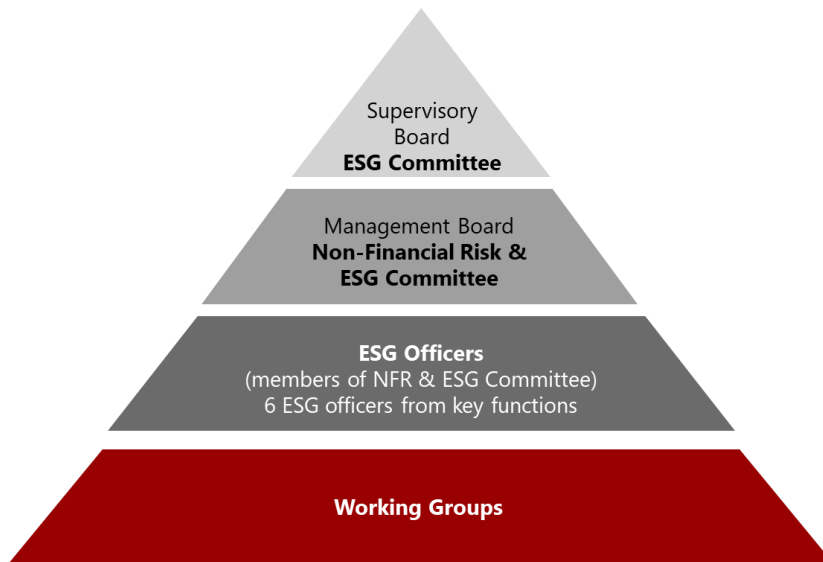 Supervisory
Board
ESG Committee
Management Board
Non-Financial Risk &
ESG Committee
ESG Officers
(members of NFR & ESG Committee)
6 ESG officers from key functions
Working Groups